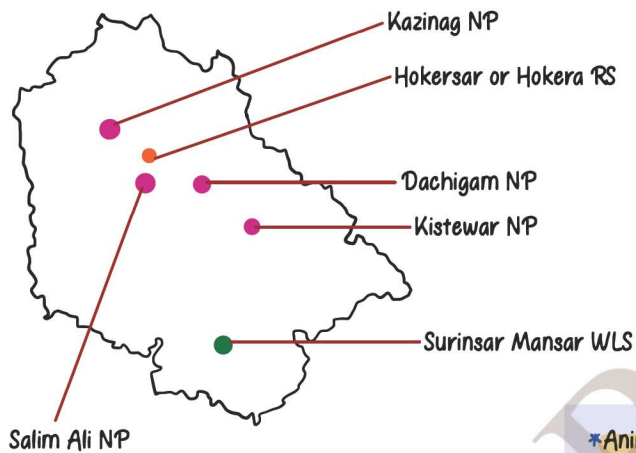 Kazinag NP
Hokersar or Hokera RS
Dachigam NP
Kistewar NP
Surinsar Mansar WLS
Salim Ali NP